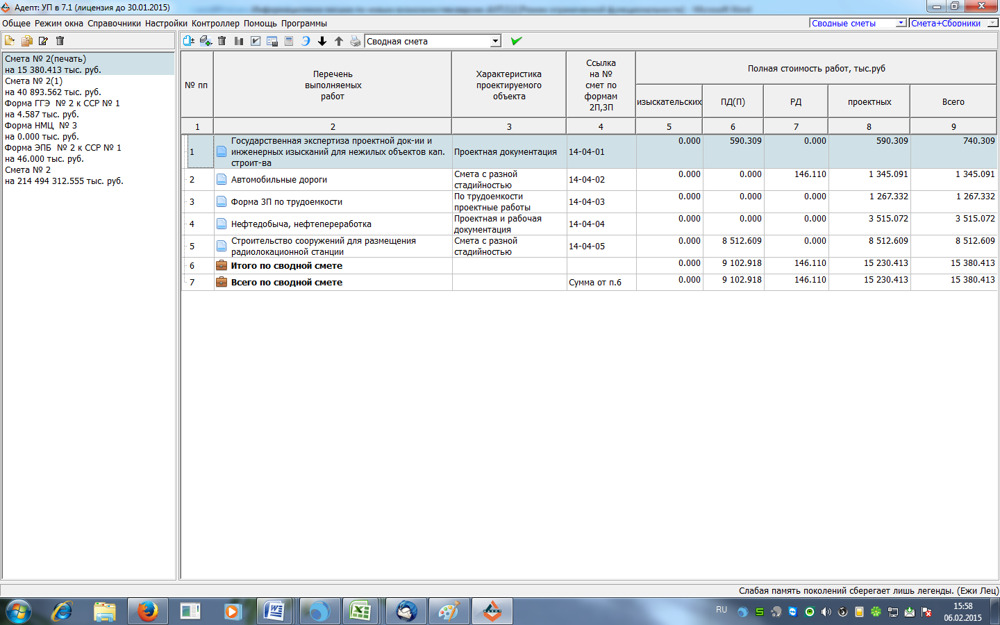 Адепт: УП в 7.1 (лицензия до 30.01.2015)
Общее Режим окна Справочники Настройки Контроллер Помощь Программы
Сводные сметы
Смета+Сборники
Сводная смета
Смета № 2(печать)
на 15 380.413 тыс. руб.
Смета № 2(1)
на 40 893.562 тыс. руб.
Форма ГГЭ № 2 к ССР № 1
на 4.587 тыс. руб.
Форма НМЦ № 3
на 0.000 тыс. руб.
Форма ЭПБ № 2 к ССР № 1
на 46.000 тыс. руб.
Смета № 2
на 214 494 312.555 тыс. руб.
№ пп
Перечень
выполняемых
работ
Характеристика
проектируемого
объекта
Ссылка
на №
смет по
формам
2П,3П
Полная стоимость работ, тыс.руб
изыскательских ПД(П) РД проектных Всего
1 2 3 4 5 6 7 8 9
1 Государственная экспертиза проектной док-ии и
инженерных изысканий для нежилых объектов кап.
строит-ва
Проектная документация 14-04-01 0.000 590.309 0.000 590.309 740.309
2 Автомобильные дороги
Смета с разной
стадийностью
14-04-02 0.000 0.000 146.110 1 345.091 1 345.091
3 Форма 3П по трудоемкости
По трудоемкости
проектные работы
14-04-03 0.000 0.000 0.000 1 267.332 1 267.332
4 Нефтедобыча, нефтепереработка
Проектная и рабочая
документация
14-04-04 0.000 0.000 0.000 3 515.072 3 515.072
5 Строительство сооружений для размещения
радиолокационной станции
Смета с разной
стадийностью
14-04-05 0.000 8 512.609 0.000 8 512.609 8 512.609
6 Итого по сводной смете 0.000 9 102.918 146.110 15 230.413 15 380.413
7 Всего по сводной смете Сумма от п.6 0.000 9 102.918 146.110 15 230.413 15 380.413
Слабая память поколений сберегает лишь легенды. (Ежи Лец)
RU
15:58
06.02.2015